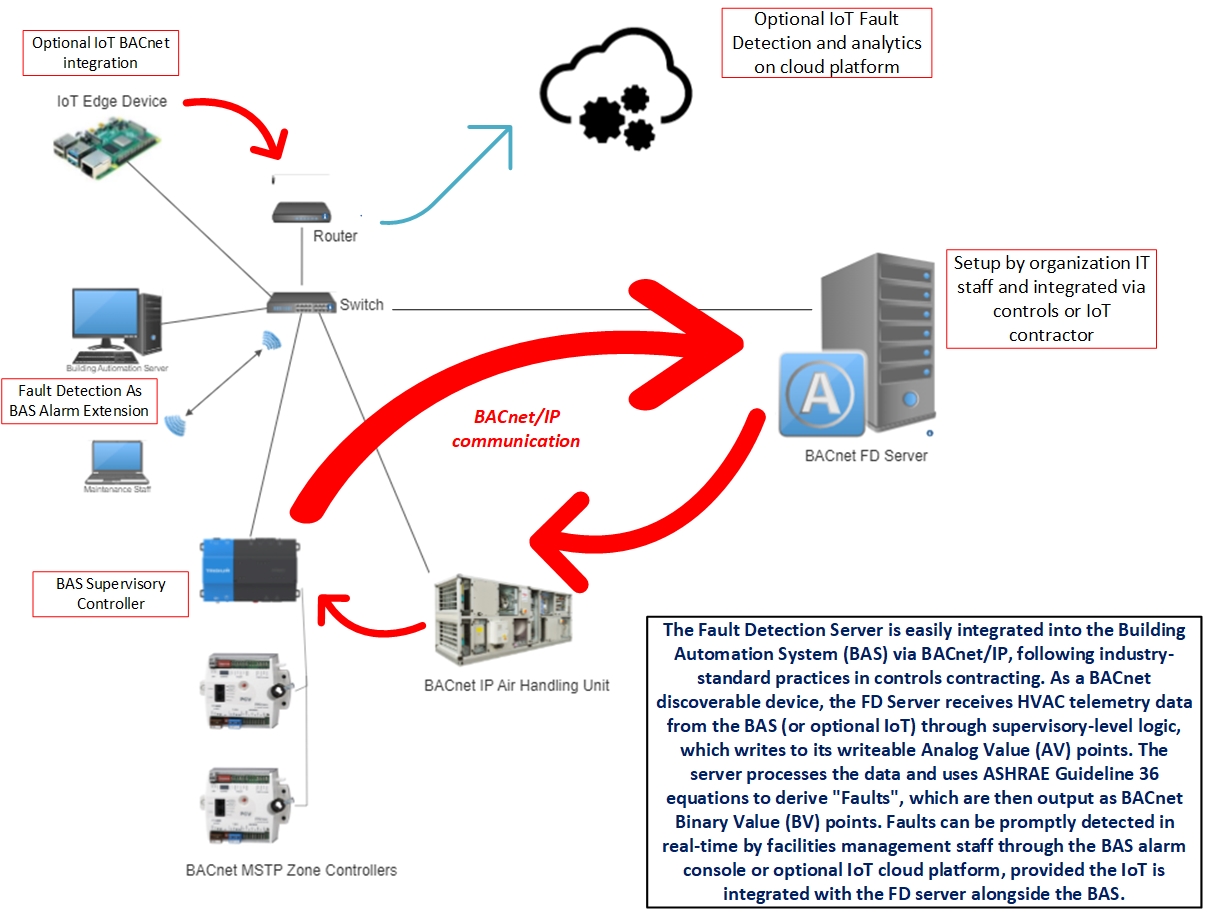 Optional IoT BACnet
integration
IoT Edge Device
Optional IoT Fault
Detection and analytics
on cloud platform
Router
Switch
Building Automation Server
Fault Detection As
BAS Alarm Extension
Maintenance Staff
BACnet/IP
communication
Setup by organization IT
staff and integrated via
controls or IoT
contractor
A
BACnet FD Server
BAS Supervisory
Controller
BACnet IP Air Handling Unit
BACnet MSTP Zone Controllers
The Fault Detection Server is easily integrated into the Building
Automation System (BAS) via BACnet/IP, following industry-
standard practices in controls contracting. As a BACnet
discoverable device, the FD Server receives HVAC telemetry data
from the BAS (or optional IoT) through supervisory-level logic,
which writes to its writeable Analog Value (AV) points. The
server processes the data and uses ASHRAE Guideline 36
equations to derive "Faults", which are then output as BACnet
Binary Value (BV) points. Faults can be promptly detected in
real-time by facilities management staff through the BAS alarm
console or optional IoT cloud platform, provided the IoT is
integrated with the FD server alongside the BAS.